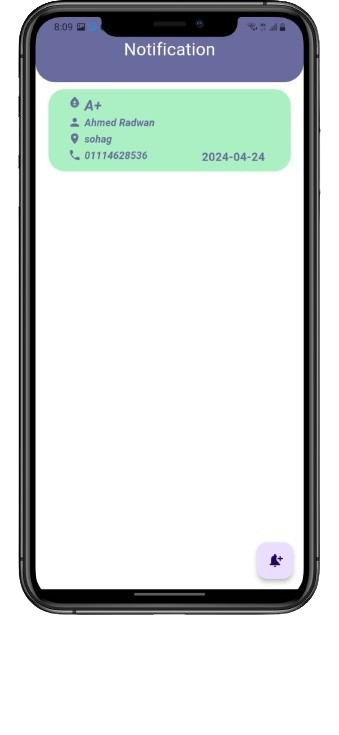 8:09
Notification
A+
Ahmed Radwan
sohag
01114628536 2024-04-24